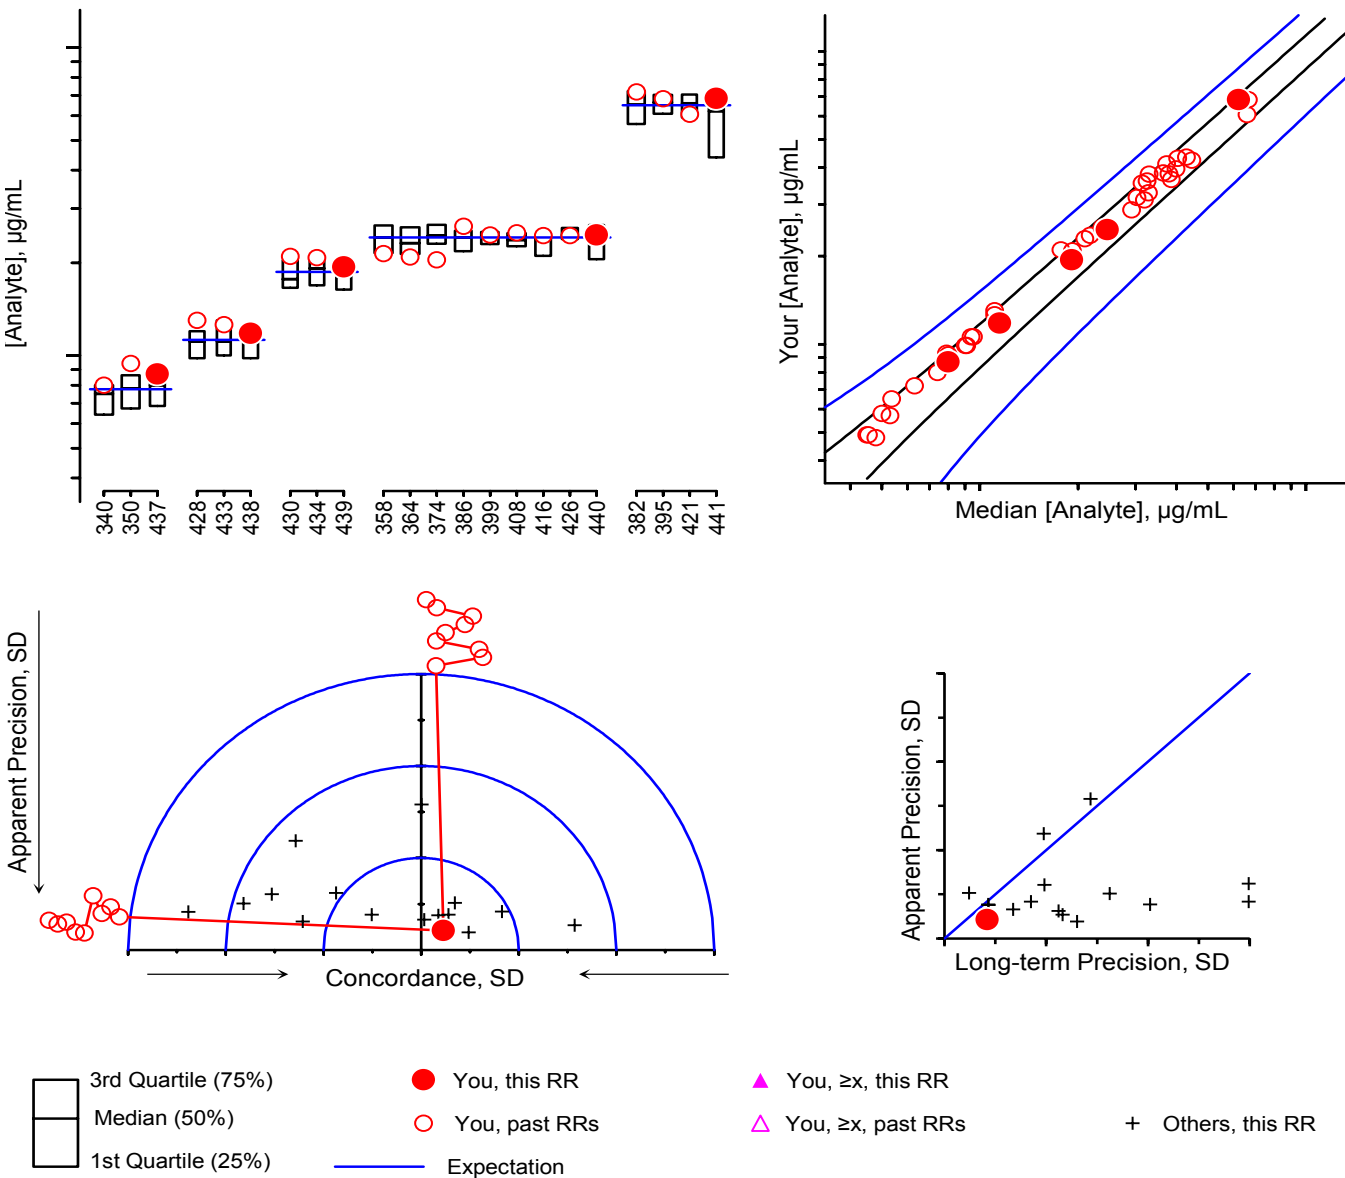 [Analyte], µg/mL
340
350
437
428
433
438
430
434
439
358
364
374
386
399
408
416
426
440
382
395
421
441
Your [Analyte], µg/mL
Median [Analyte], µg/mL
Apparent Precision, SD
Concordance, SD
Apparent Precision, SD
Long-term Precision, SD
3rd Quartile (75%)
Median (50%)
1st Quartile (25%)
You, this RR
You, past RRs
Expectation
You, ≥x, this RR
You, ≥x, past RRs
Others, this RR